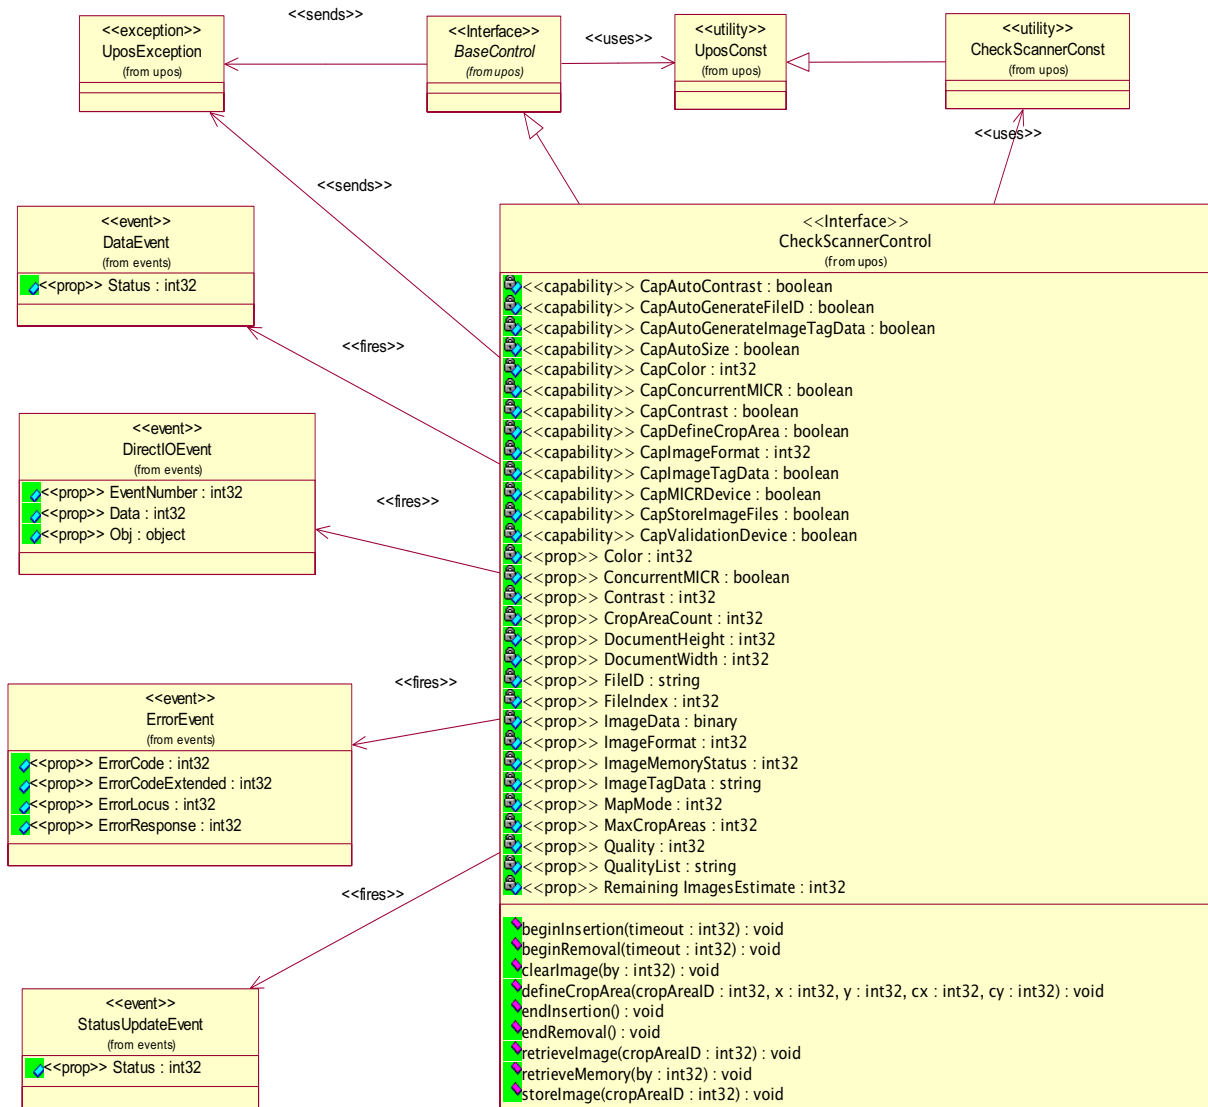 <<sends>>
<<exception>>
UposException
(from upos)
<<Interface>>
BaseControl
(from upos)
<<uses>>
<<utility>>
UposConst
(from upos)
<<utility>>
CheckScannerConst
(from upos)
<<uses>>
<<sends>>
<<event>>
DataEvent
(from events)
<<prop>> Status : int32
<<fires>>
<<event>>
DirectIOEvent
(from events)
<<prop>> EventNumber : int32
<<prop>> Data : int32
<<prop>> Obj : object
<<fires>>
<<event>>
ErrorEvent
(from events)
<<prop>> ErrorCode : int32
<<prop>> ErrorCodeExtended : int32
<<prop>> ErrorLocus : int32
<<prop>> ErrorResponse : int32
<<fires>>
<<event>>
StatusUpdateEvent
(from events)
<<prop>> Status : int32
<<fires>>
<<Interface>>
CheckScannerControl
(from upos)
<<capability>> CapAutoContrast : boolean
<<capability>> CapAutoGenerateFileID : boolean
<<capability>> CapAutoGenerateImageTagData : boolean
<<capability>> CapAutoSize : boolean
<<capability>> CapColor : int32
<<capability>> CapConcurrentMICR : boolean
<<capability>> CapContrast : boolean
<<capability>> CapDefineCropArea : boolean
<<capability>> CapImageFormat : int32
<<capability>> CapImageTagData : boolean
<<capability>> CapMICRDevice : boolean
<<capability>> CapStoreImageFiles : boolean
<<capability>> CapValidationDevice : boolean
<<prop>> Color : int32
<<prop>> ConcurrentMICR : boolean
<<prop>> Contrast : int32
<<prop>> CropAreaCount : int32
<<prop>> DocumentHeight : int32
<<prop>> DocumentWidth : int32
<<prop>> FileID : string
<<prop>> FileIndex : int32
<<prop>> ImageData : binary
<<prop>> ImageFormat : int32
<<prop>> ImageMemoryStatus : int32
<<prop>> ImageTagData : string
<<prop>> MapMode : int32
<<prop>> MaxCropAreas : int32
<<prop>> Quality : int32
<<prop>> QualityList : string
<<prop>> Remaining ImagesEstimate : int32
beginInsertion(timeout : int32) : void
beginRemoval(timeout : int32) : void
clearImage(by : int32) : void
defineCropArea(cropAreaID : int32, x : int32, y : int32, cx : int32, cy : int32) : void
endInsertion() : void
endRemoval() : void
retrieveImage(cropAreaID : int32) : void
retrieveMemory(by : int32) : void
storeImage(cropAreaID : int32) : void